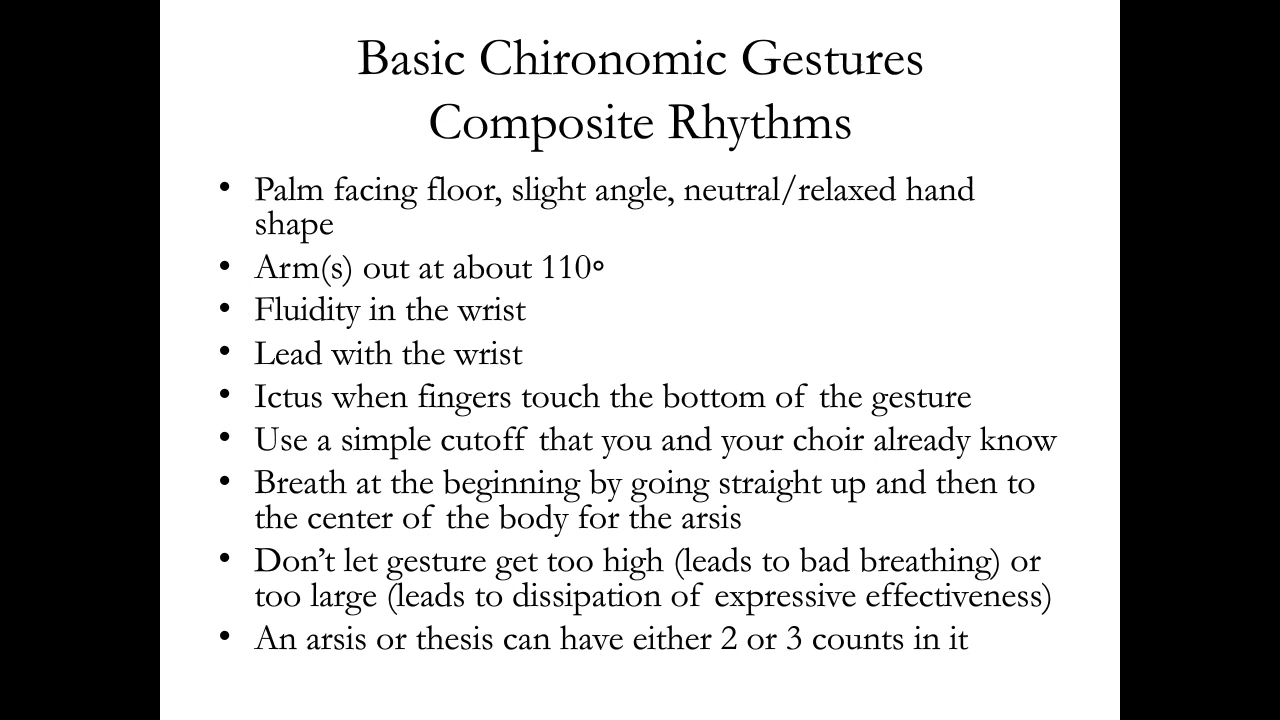 Basic Chironomic Gestures
Composite Rhythms
• Palm facing floor, slight angle, neutral/relaxed hand
shape
• Arm(s) out at about 110°
• Fluidity in the wrist
• Lead with the wrist
• Ictus when fingers touch the bottom of the gesture
• Use a simple cutoff that you and your choir already know
• Breath at the beginning by going straight up and then to
the center of the body for the arsis
• Don’t let gesture get too high (leads to bad breathing) or
too large (leads to dissipation of expressive effectiveness)
• An arsis or thesis can have either 2 or 3 counts in it